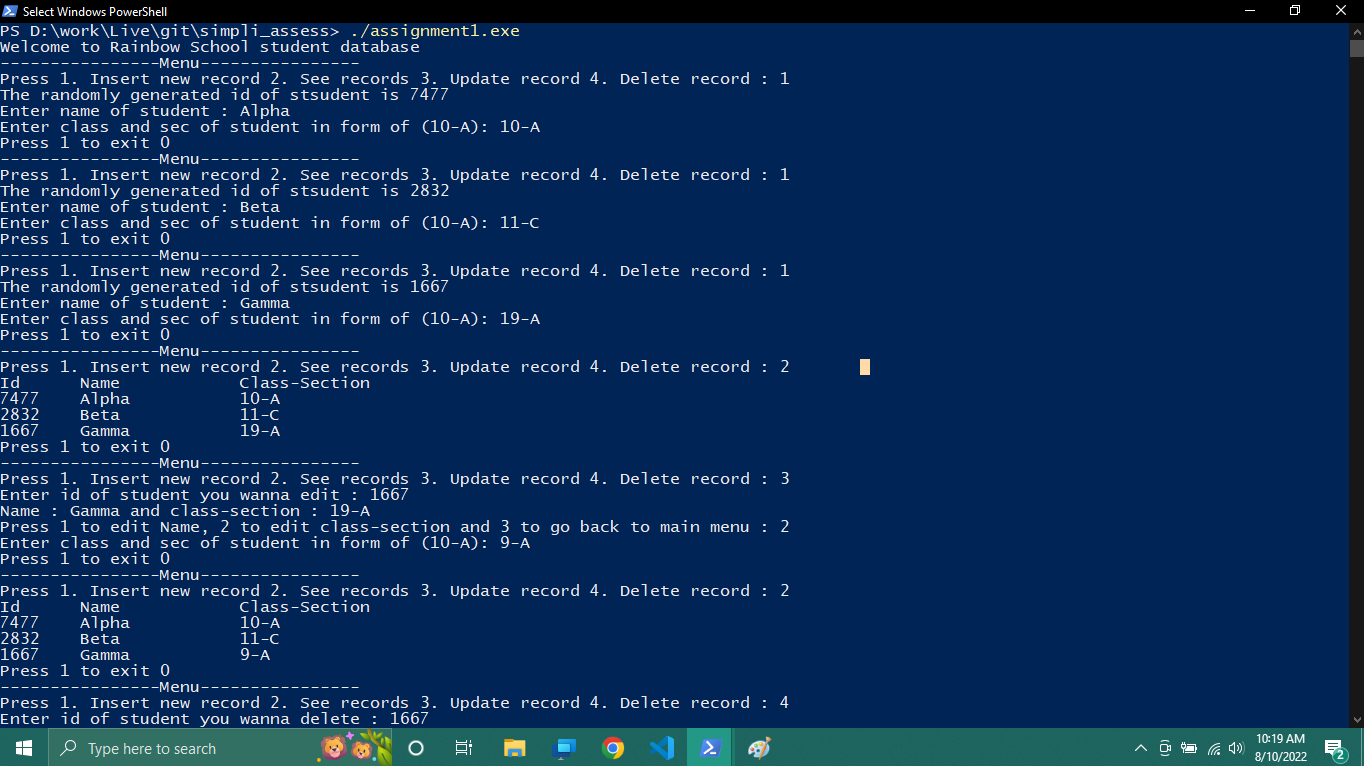 Select Windows PowerShell
PS D:\work\Live\git\simpli_assess> ./assignment1.exe
Welcome to Rainbow School student database
----------------Menu----------------
Press 1. Insert new record 2. See records 3. Update record 4. Delete record : 1
The randomly generated id of stsudent is 7477
Enter name of student : Alpha
Enter class and sec of student in form of (10-A): 10-A
Press 1 to exit 0
----------------Menu----------------
Press 1. Insert new record 2. See records 3. Update record 4. Delete record : 1
The randomly generated id of stsudent is 2832
Enter name of student : Beta
Enter class and sec of student in form of (10-A): 11-C
Press 1 to exit 0
----------------Menu----------------
Press 1. Insert new record 2. See records 3. Update record 4. Delete record : 1
The randomly generated id of stsudent is 1667
Enter name of student : Gamma
Enter class and sec of student in form of (10-A): 19-A
Press 1 to exit 0
----------------Menu----------------
Press 1. Insert new record 2. See records 3. Update record 4. Delete record : 2
Id      Name            Class-Section
7477    Alpha           10-A
2832    Beta            11-C
1667    Gamma           19-A
Press 1 to exit 0
----------------Menu----------------
Press 1. Insert new record 2. See records 3. Update record 4. Delete record : 3
Enter id of student you wanna edit : 1667
Name : Gamma and class-section : 19-A
Press 1 to edit Name, 2 to edit class-section and 3 to go back to main menu : 2
Enter class and sec of student in form of (10-A): 9-A
Press 1 to exit 0
----------------Menu----------------
Press 1. Insert new record 2. See records 3. Update record 4. Delete record : 2
Id      Name            Class-Section
7477    Alpha           10-A
2832    Beta            11-C
1667    Gamma           9-A
Press 1 to exit 0
----------------Menu----------------
Press 1. Insert new record 2. See records 3. Update record 4. Delete record : 4
Enter id of student you wanna delete : 1667
Type here to search
10:19 AM
8/10/2022
2